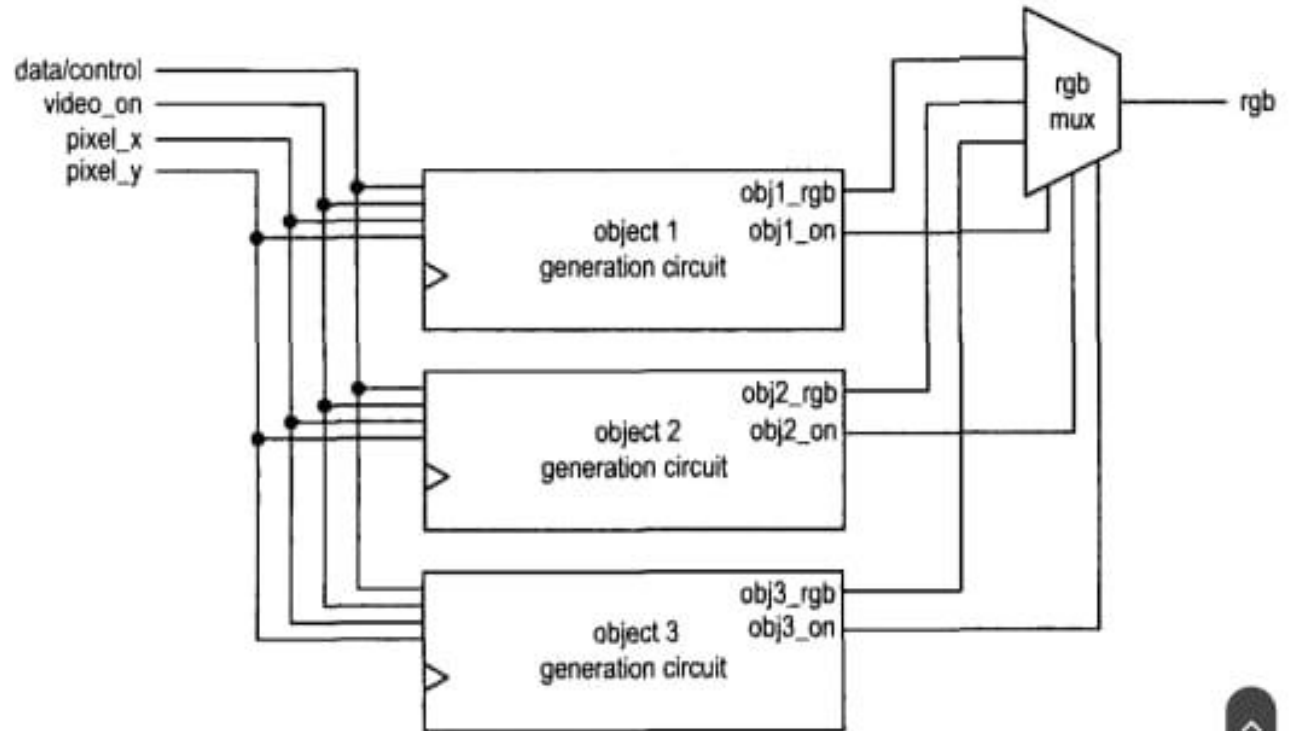 data/control
video_on
pixel_x
pixel_y
rgb
mux
rgb
obj1_rgb
object 1
obj1_on
generation circuit
obj2_rgb
object 2
obj2_on
generation circuit
obj3_rgb
object 3
obj3_on
generation circuit